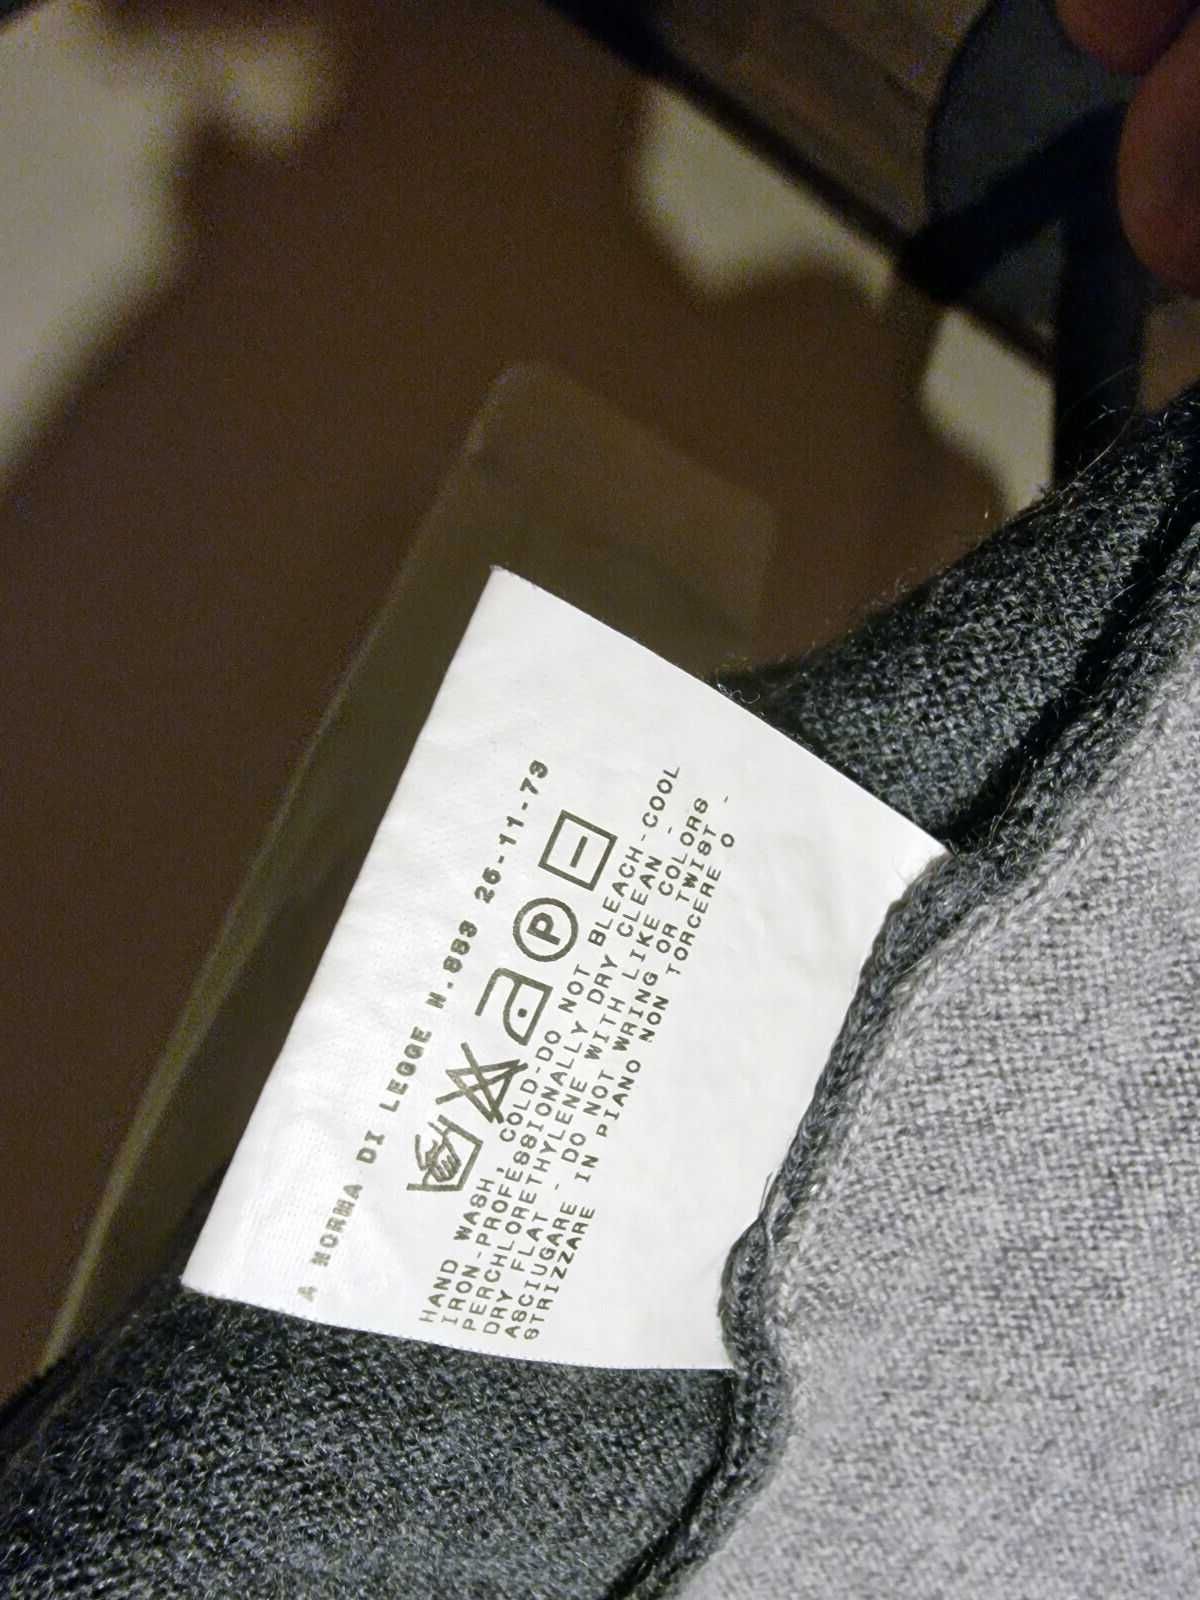 A NORMA DI LEGGE N.883 26-11-73
P
HAND WASH, COLD-DO NOT BLEACH-COOL
IRON-PROFESSIONALLY DRY CLEAN -
PERCHLORETHYLENE WITH LIKE COLORS
DRY FLAT - DO NOT WRING OR TWIST -
ASCIUGARE IN PIANO NON TORCERE O
STRIZZARE